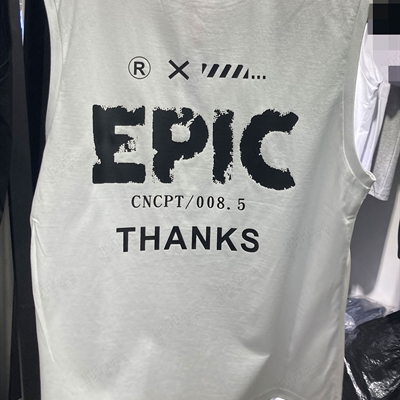 ® × ////...
EPIC
CNCPT/008.5
THANKS